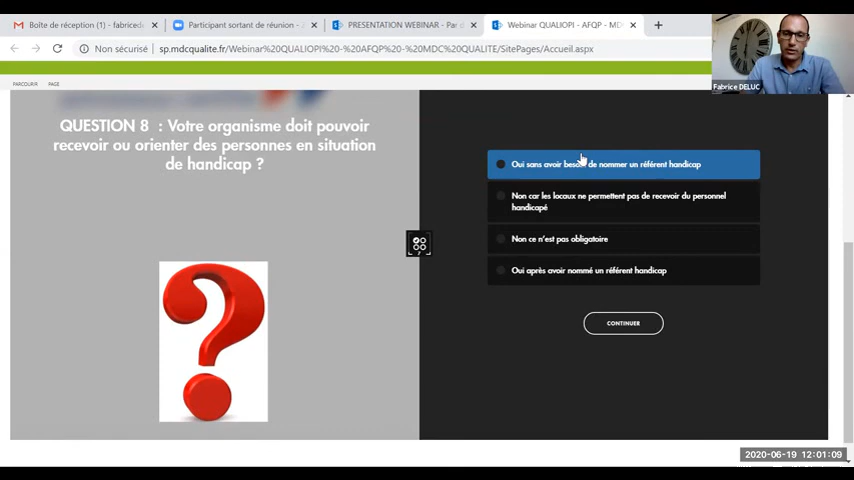 Boîte de réception (1) - fabricede
Participant sortant de réunion - Z
PRESENTATION WEBINAR - Par d
Webinar QUALIOPI - AFQP - MDC
Non sécurisé
sp.mdcqualite.fr/Webinar%20QUALIOPI%20-%20AFQP%20-%20MDC%20QUALITE/SitePages/Accueil.aspx
Fabrice DELUC
PARCOURIR
PAGE
QUESTION 8 : Votre organisme doit pouvoir
recevoir ou orienter des personnes en situation
de handicap ?
Oui sans avoir besoin de nommer un référent handicap
Non car les locaux ne permettent pas de recevoir du personnel
handicapé
Non ce n'est pas obligatoire
Oui après avoir nommé un référent handicap
CONTINUER
2020-06-19 12:01:09